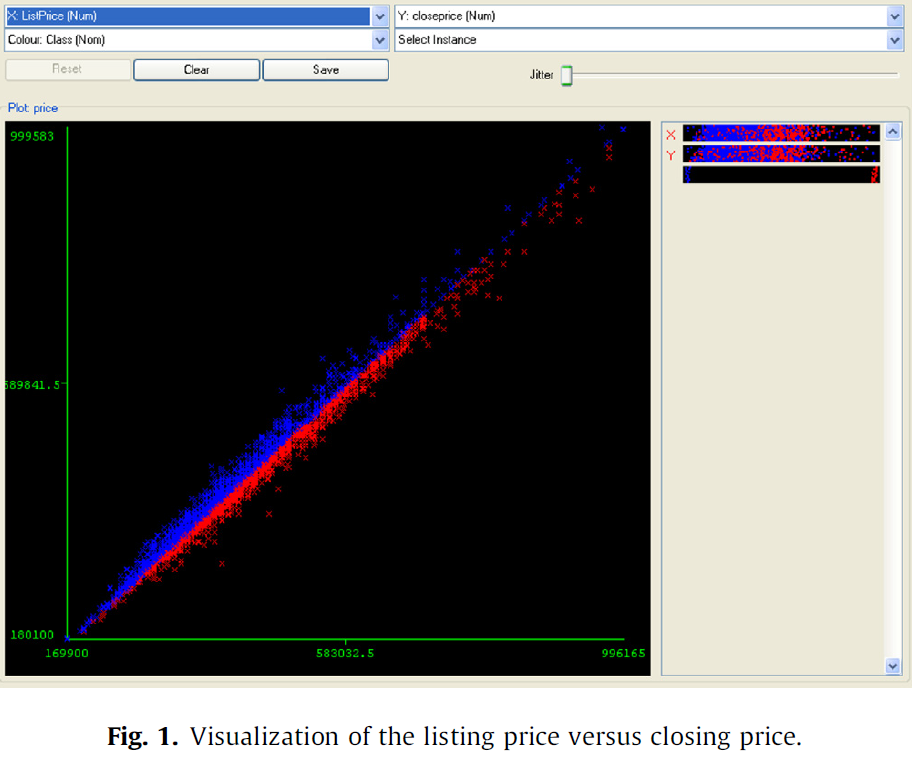 X: ListPrice (Num)
Y: closeprice (Num)
Colour: Class (Nom)
Select Instance
Reset
Clear
Save
Jitter
Plot: price
999583
X
Y
589841.5
180100
169900
583032.5
996165
Fig. 1. Visualization of the listing price versus closing price.